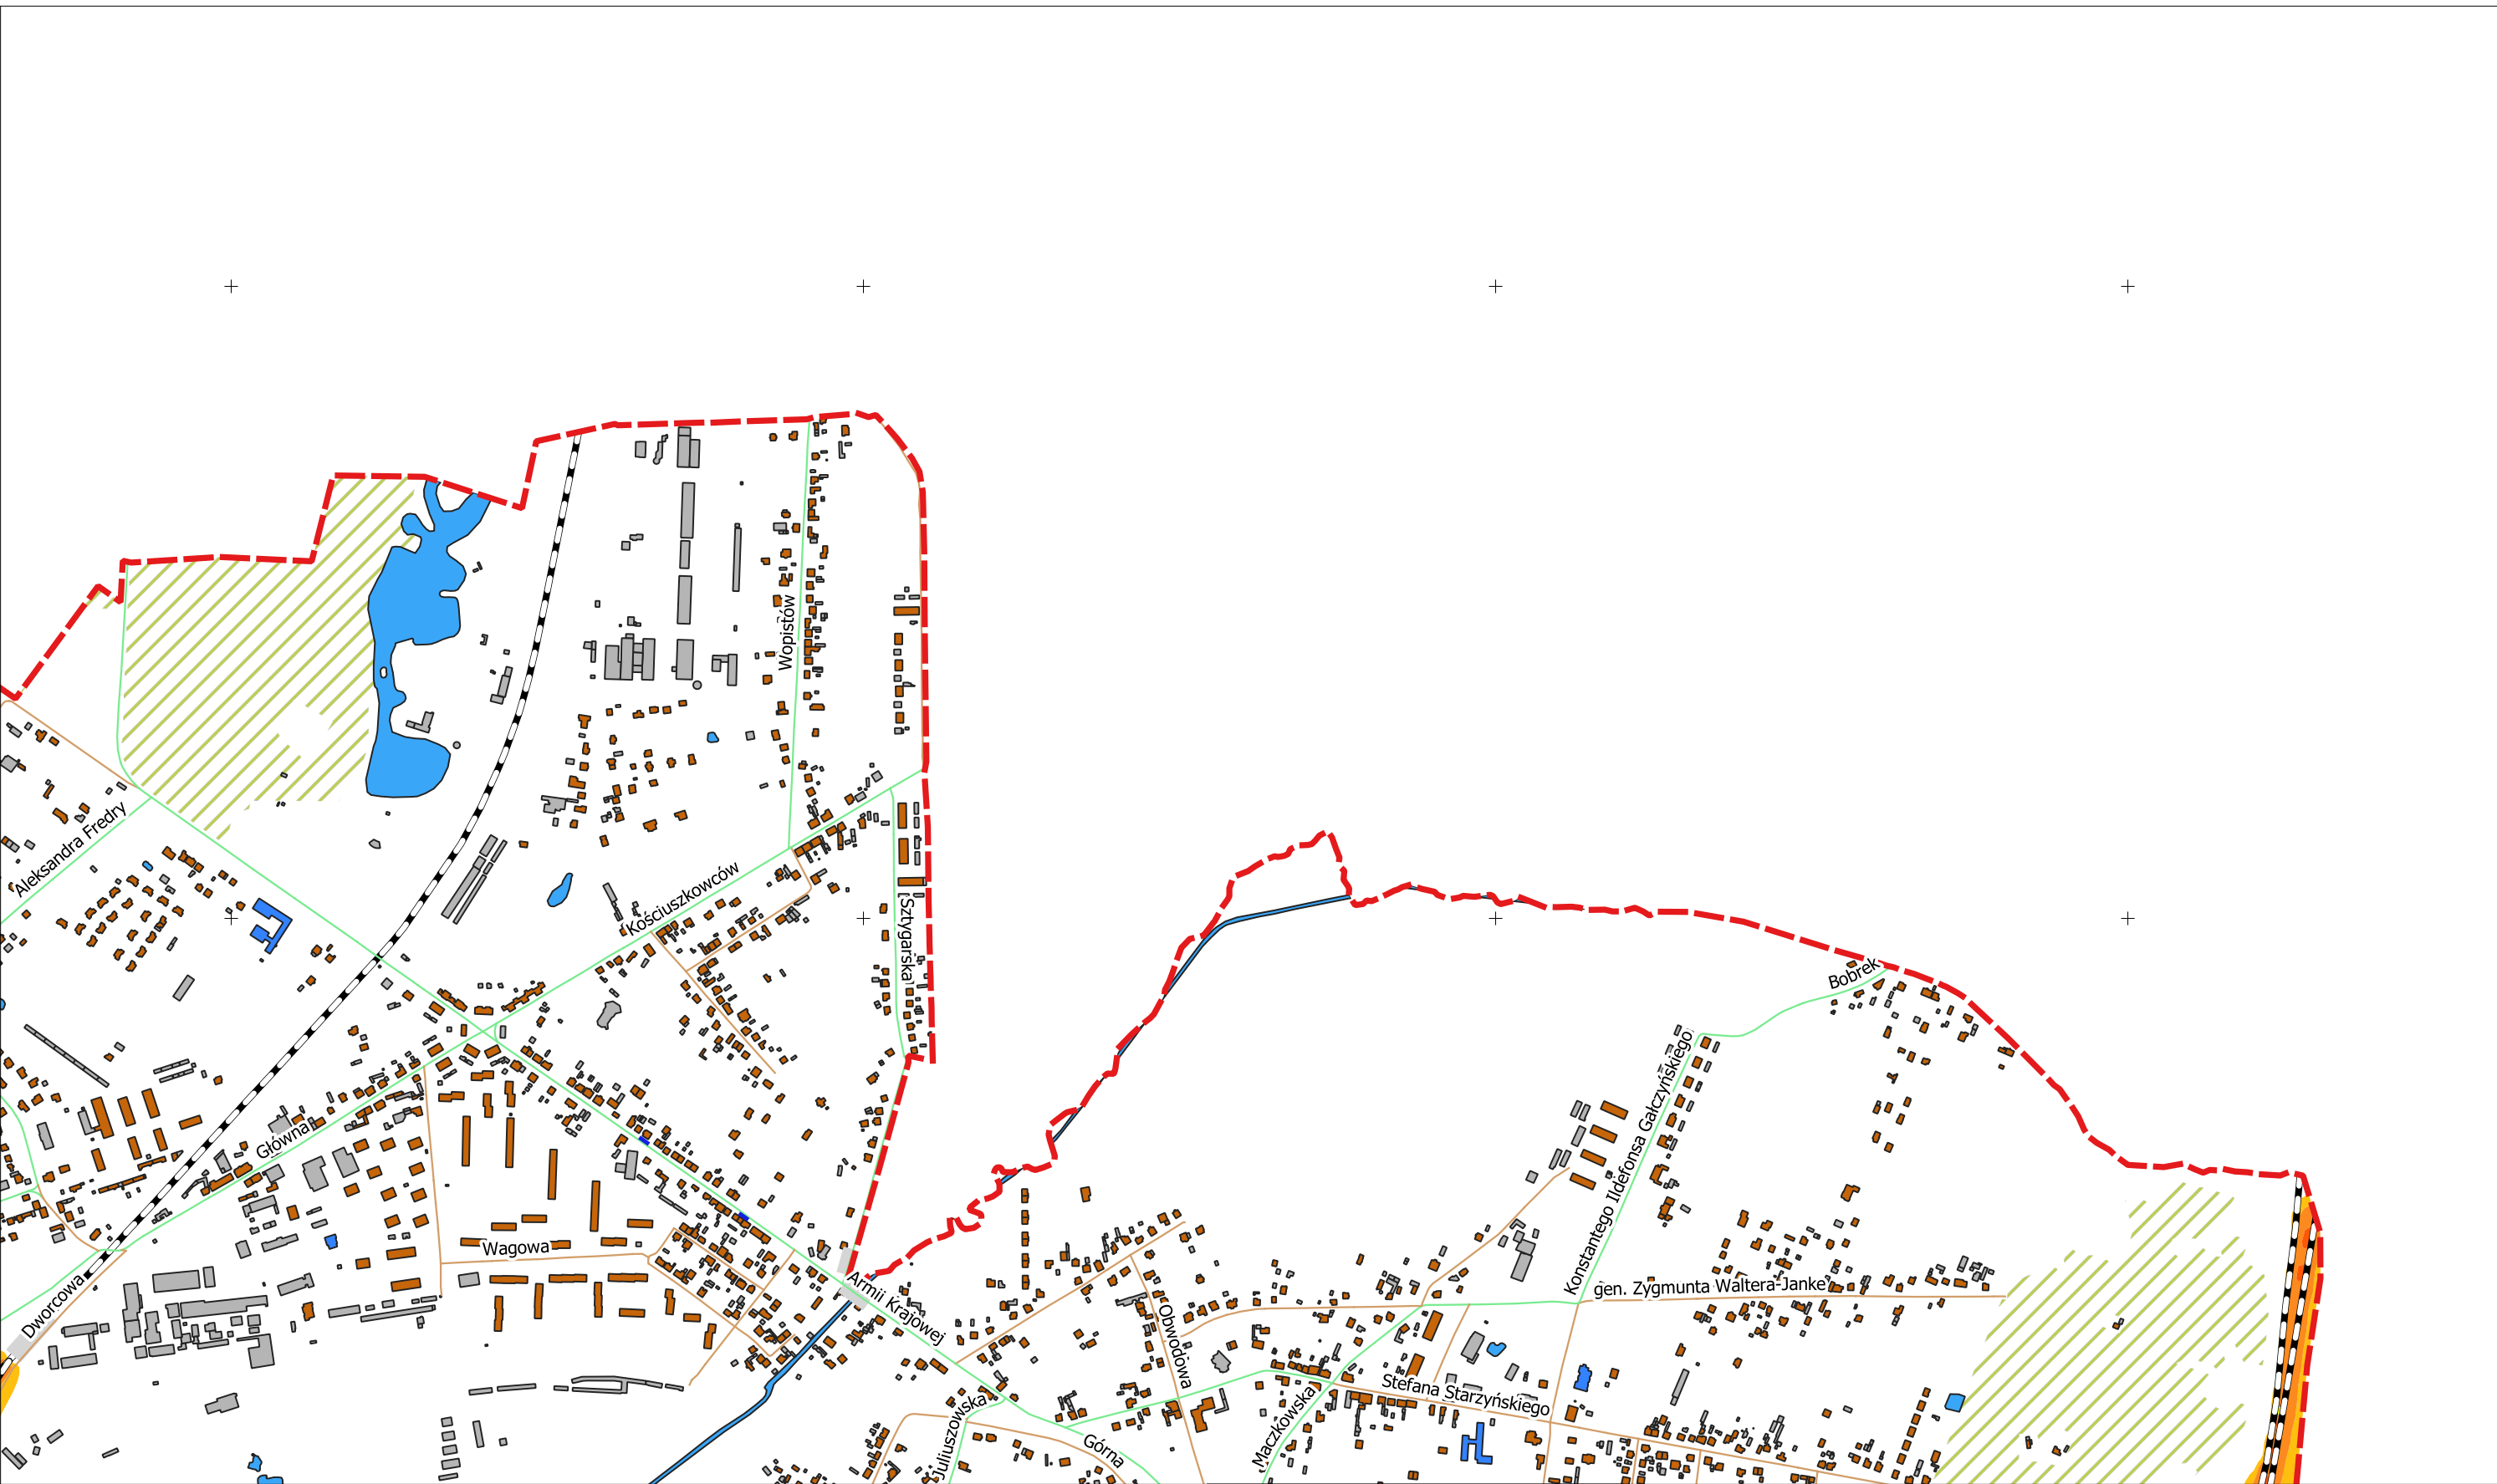 Wopistów
Aleksandra Fredry
Kościuszkowców
Sztygarska
Bobrek
Konstantego Ildefonsa Gałczyńskiego
Główna
Wagowa
Dworcowa
Armii Krajowej
gen. Zygmunta Waltera-Janke
Obwodowa
Stefana Starzyńskiego
Maczkowska
Juliuszowska
Górna